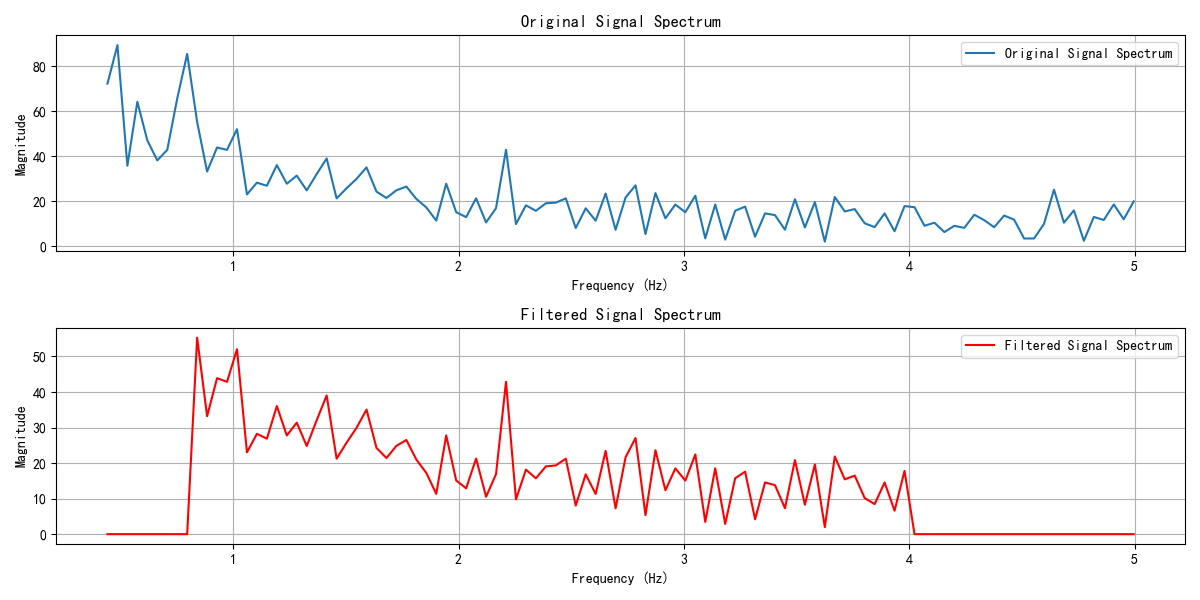 Original Signal Spectrum
Original Signal Spectrum
Magnitude
80
60
40
20
0
1 2 3 4 5
Frequency (Hz)
Filtered Signal Spectrum
Filtered Signal Spectrum
Magnitude
50
40
30
20
10
0
1 2 3 4 5
Frequency (Hz)